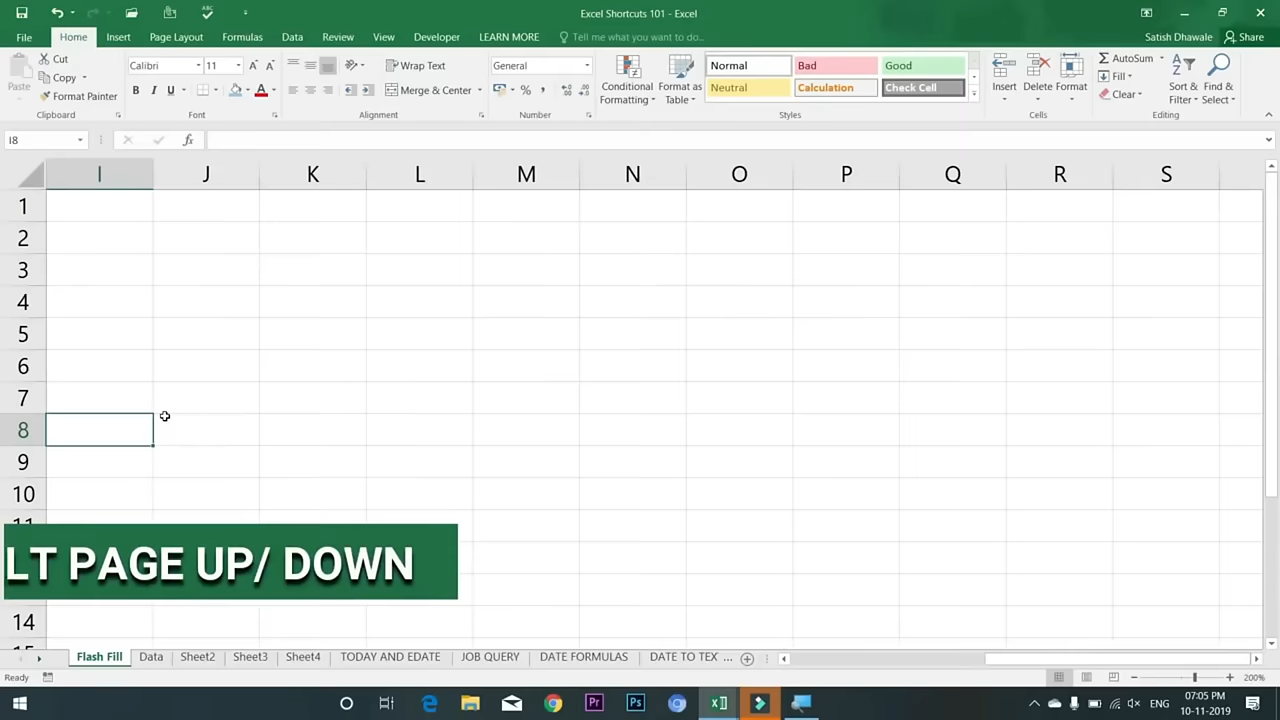 Excel Shortcuts 101 - Excel
File Home Insert Page Layout Formulas Data Review View Developer LEARN MORE Tell me what you want to do... Satish Dhawale Share
Cut Calibri 11 Wrap Text General Normal Bad Good AutoSum
Copy Fill
Paste Format Painter B I U A Merge & Center % , Conditional Formatting Format as Table Neutral Calculation Check Cell Insert Delete Format Clear Sort & Filter Find & Select
Clipboard Font Alignment Number Styles Cells Editing
I8 fx
I J K L M N O P Q R S
1
2
3
4
5
6
7
8
9
10
11
LT PAGE UP/ DOWN
14
15
Flash Fill Data Sheet2 Sheet3 Sheet4 TODAY AND EDATE JOB QUERY DATE FORMULAS DATE TO TEX ...
Ready 200%
Pr Ps ENG 07:05 PM
10-11-2019